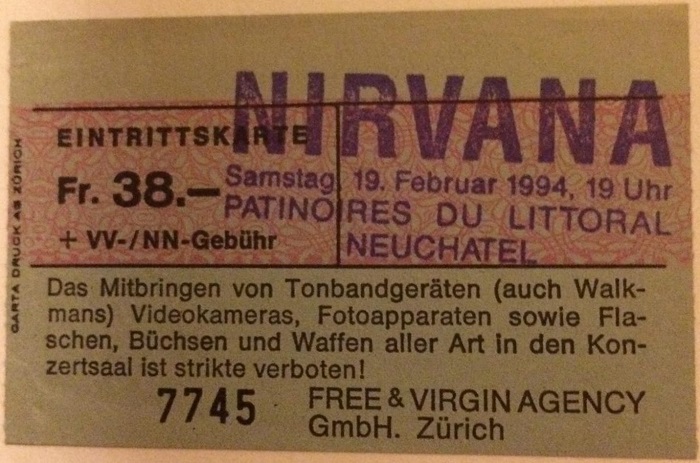 NIRVANA
EINTRITTSKARTE
Fr. 38.—
+ VV-/NN-Gebühr
Samstag, 19. Februar 1994, 19 Uhr
PATINOIRES DU LITTORAL
NEUCHATEL
Das Mitbringen von Tonbandgeräten (auch Walk-
mans) Videokameras, Fotoapparaten sowie Fla-
schen, Büchsen und Waffen aller Art in den Kon-
zertsaal ist strikte verboten!
7745
FREE & VIRGIN AGENCY
GmbH. Zürich
CARTA DRUCK AG ZÜRICH